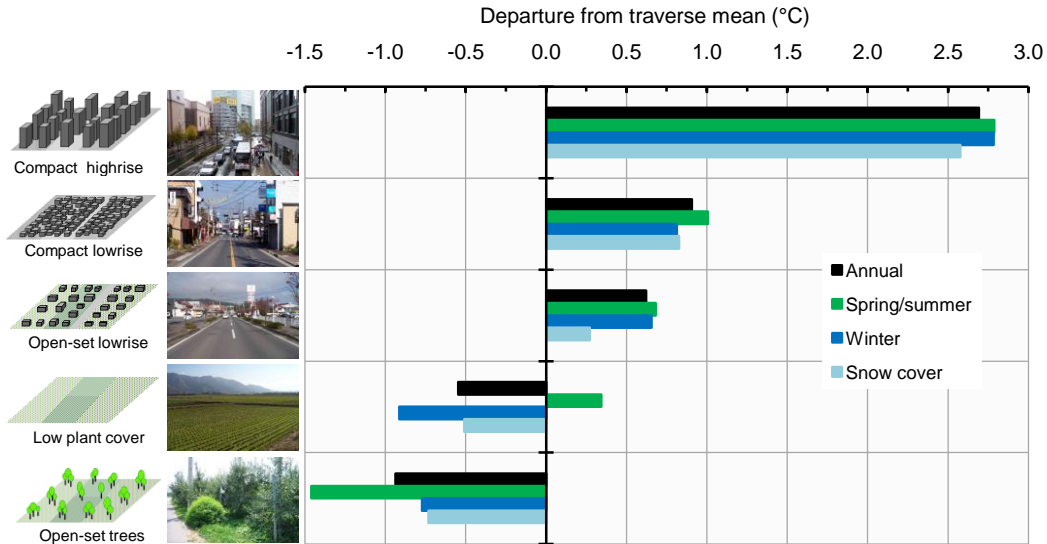 Departure from traverse mean (°C)
-1.5 -1.0 -0.5 0.0 0.5 1.0 1.5 2.0 2.5 3.0
Compact highrise
Compact lowrise
Open-set lowrise
Low plant cover
Open-set trees
Annual
Spring/summer
Winter
Snow cover